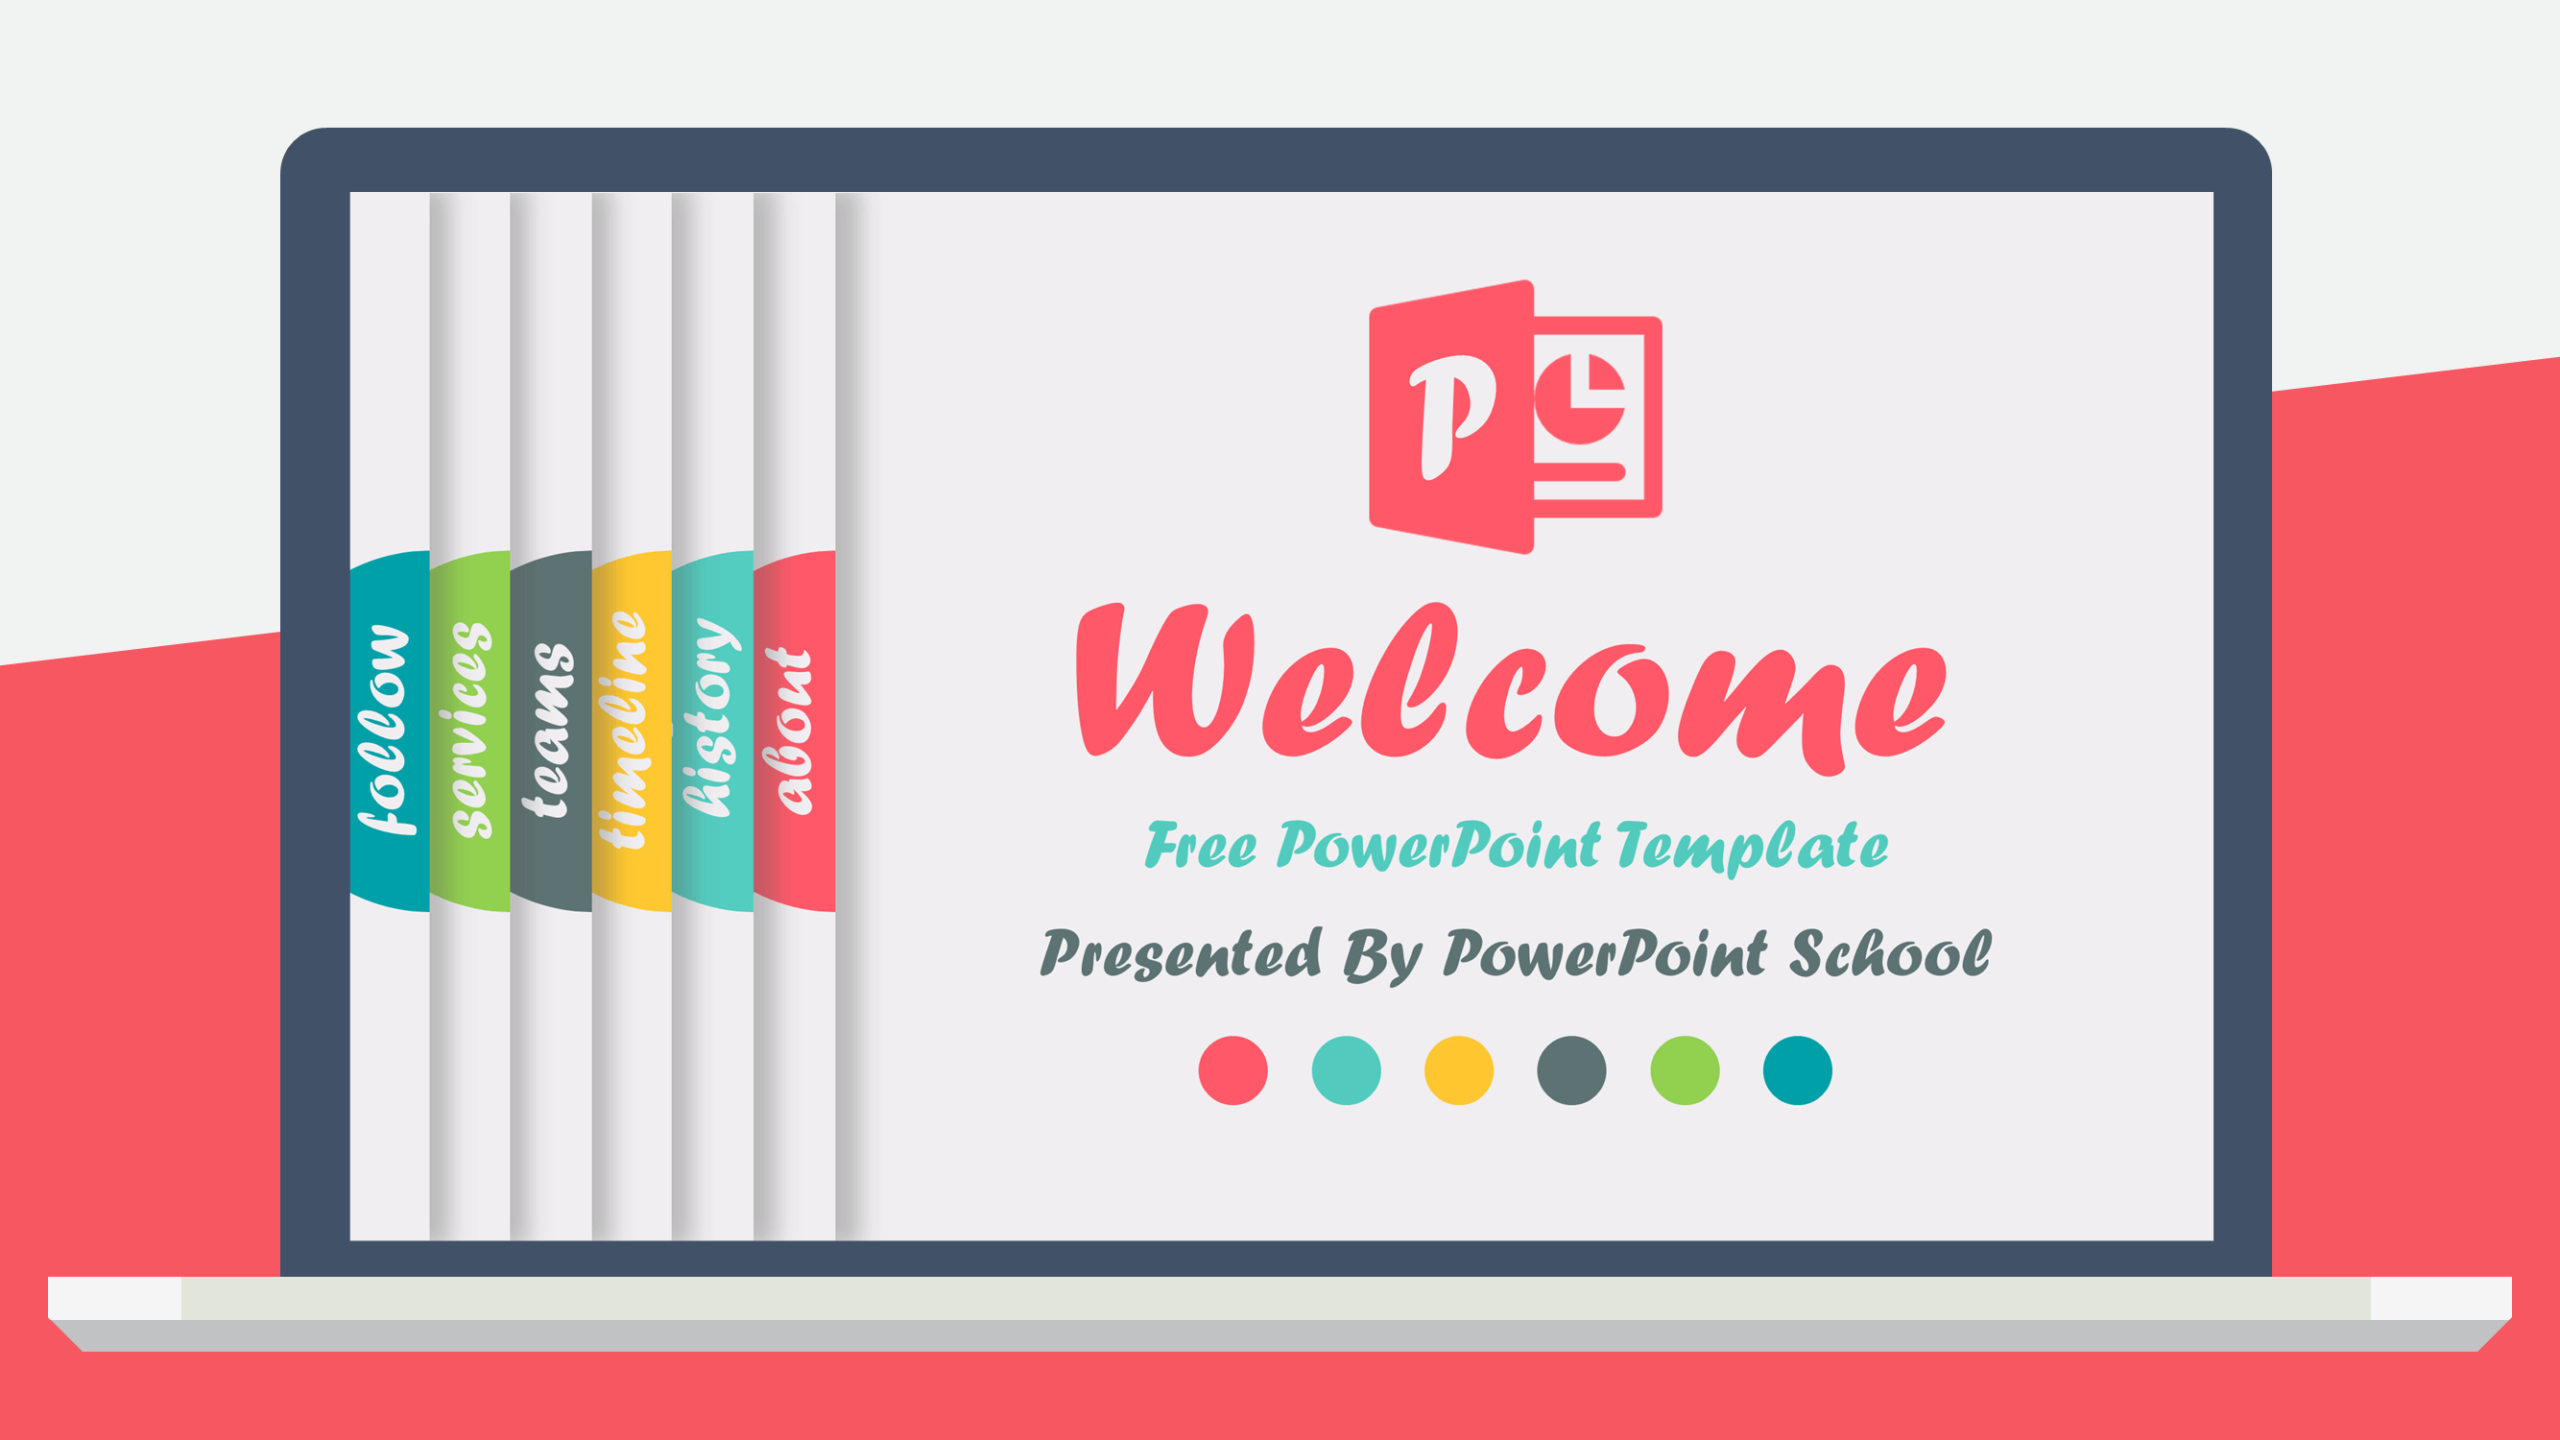 follow
services
teams
timeline
history
about
P
Welcome
Free PowerPoint Template
Presented By PowerPoint School